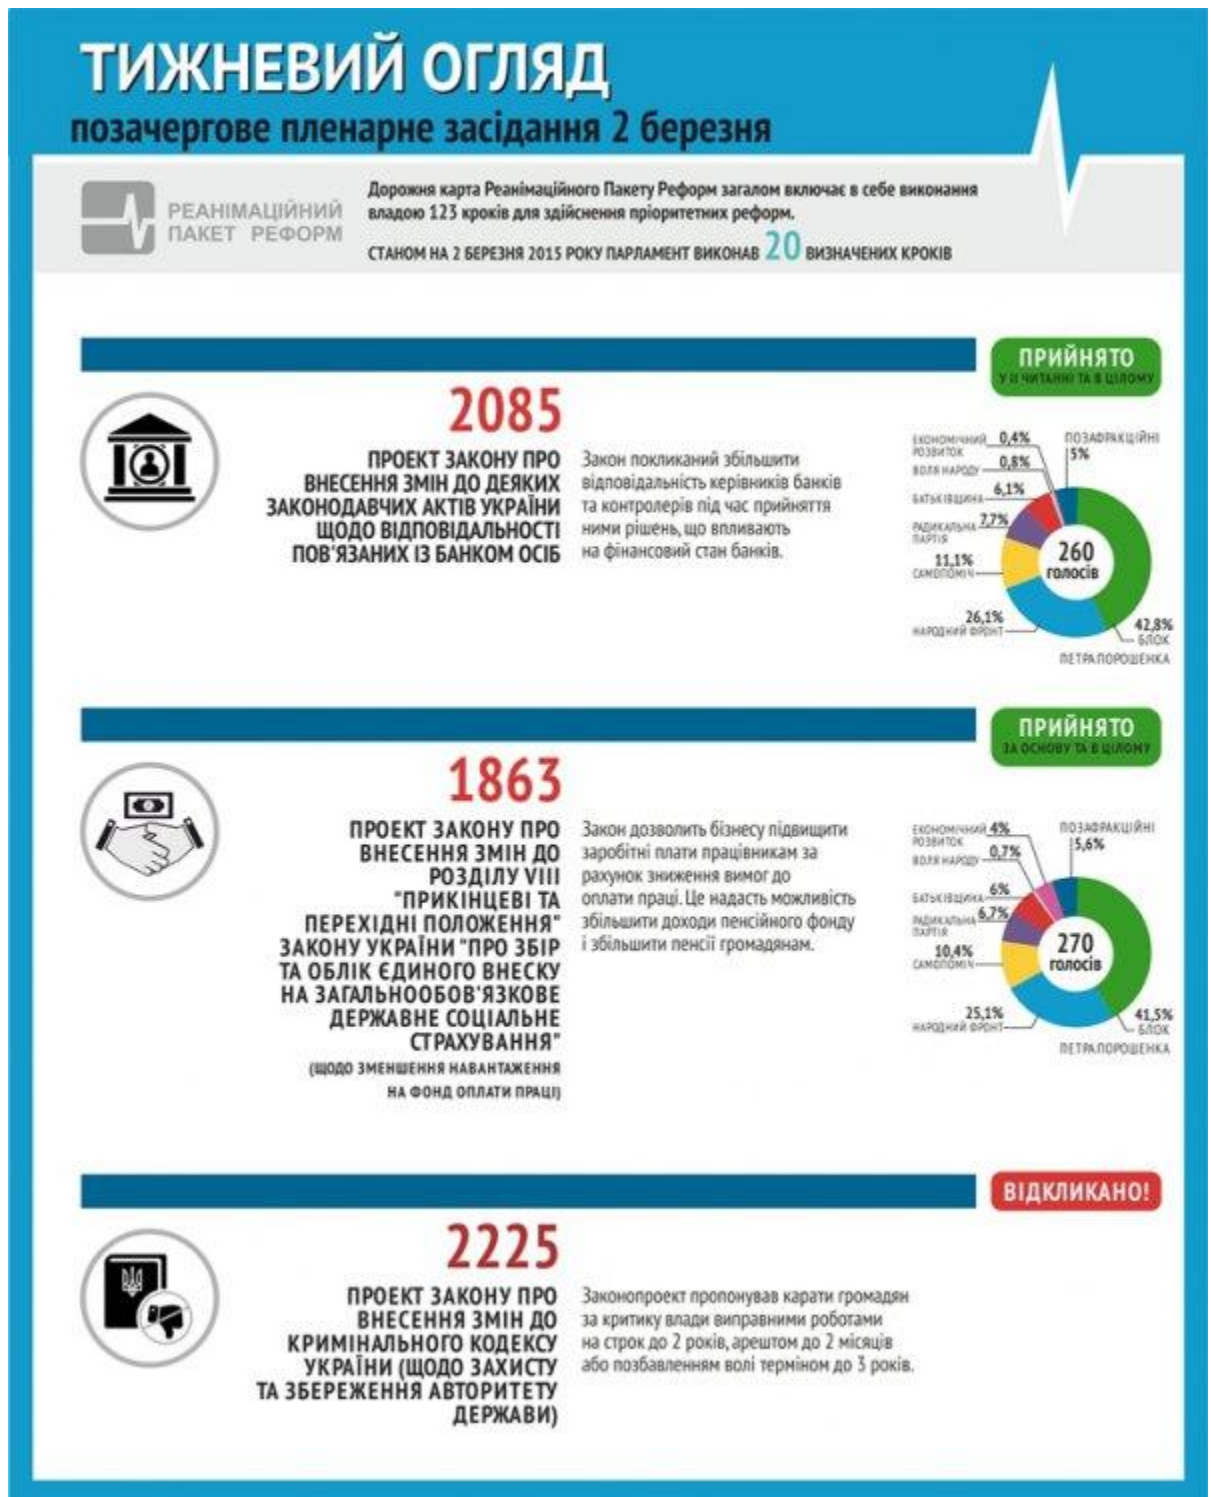 ТИЖНЕВИЙ ОГЛЯД
позачергове пленарне засідання 2 березня
РЕАНІМАЦІЙНИЙ
ПАКЕТ РЕФОРМ
Дорожня карта Реанімаційного Пакету Реформ загалом включає в себе виконання
владою 123 кроків для здійснення пріоритетних реформ.
СТАНОМ НА 2 БЕРЕЗНЯ 2015 РОКУ ПАРЛАМЕНТ ВИКОНАВ 20 ВИЗНАЧЕНИХ КРОКІВ
ПРИЙНЯТО
У ІІ ЧИТАННІ ТА В ЦІЛОМУ
2085
ПРОЕКТ ЗАКОНУ ПРО
ВНЕСЕННЯ ЗМІН ДО ДЕЯКИХ
ЗАКОНОДАВЧИХ АКТІВ УКРАЇНИ
ЩОДО ВІДПОВІДАЛЬНОСТІ
ПОВ'ЯЗАНИХ ІЗ БАНКОМ ОСІБ
Закон покликаний збільшити
відповідальність керівників банків
та контролерів під час прийняття
ними рішень, що впливають
на фінансовий стан банків.
ЕКОНОМІЧНИЙ 0,4%
РОЗВИТОК
ПОЗАФРАКЦІЙНІ
5%
ВОЛЯ НАРОДУ 0,8%
БАТЬКІВЩИНА 6,1%
РАДИКАЛЬНА 7,7%
ПАРТІЯ
11,1%
САМОПОМІЧ
260
голосів
26,1%
НАРОДНИЙ ФРОНТ
42,8%
БЛОК
ПЕТРА ПОРОШЕНКА
ПРИЙНЯТО
ЗА ОСНОВУ ТА В ЦІЛОМУ
1863
ПРОЕКТ ЗАКОНУ ПРО
ВНЕСЕННЯ ЗМІН ДО
РОЗДІЛУ VIII
"ПРИКІНЦЕВІ ТА
ПЕРЕХІДНІ ПОЛОЖЕННЯ"
ЗАКОНУ УКРАЇНИ "ПРО ЗБІР
ТА ОБЛІК ЄДИНОГО ВНЕСКУ
НА ЗАГАЛЬНООБОВ'ЯЗКОВЕ
ДЕРЖАВНЕ СОЦІАЛЬНЕ
СТРАХУВАННЯ"
(ЩОДО ЗМЕНШЕННЯ НАВАНТАЖЕННЯ
НА ФОНД ОПЛАТИ ПРАЦІ)
Закон дозволить бізнесу підвищити
заробітні плати працівникам за
рахунок зниження вимог до
оплати праці. Це надасть можливість
збільшити доходи пенсійного фонду
і збільшити пенсії громадянам.
ЕКОНОМІЧНИЙ 4%
РОЗВИТОК
ПОЗАФРАКЦІЙНІ
5,6%
ВОЛЯ НАРОДУ 0,7%
БАТЬКІВЩИНА 6%
РАДИКАЛЬНА 6,7%
ПАРТІЯ
10,4%
САМОПОМІЧ
270
голосів
25,1%
НАРОДНИЙ ФРОНТ
41,5%
БЛОК
ПЕТРА ПОРОШЕНКА
ВІДКЛИКАНО!
2225
ПРОЕКТ ЗАКОНУ ПРО
ВНЕСЕННЯ ЗМІН ДО
КРИМІНАЛЬНОГО КОДЕКСУ
УКРАЇНИ (ЩОДО ЗАХИСТУ
ТА ЗБЕРЕЖЕННЯ АВТОРИТЕТУ
ДЕРЖАВИ)
Законопроект пропонував карати громадян
за критику влади виправними роботами
на строк до 2 років, арештом до 2 місяців
або позбавленням волі терміном до 3 років.